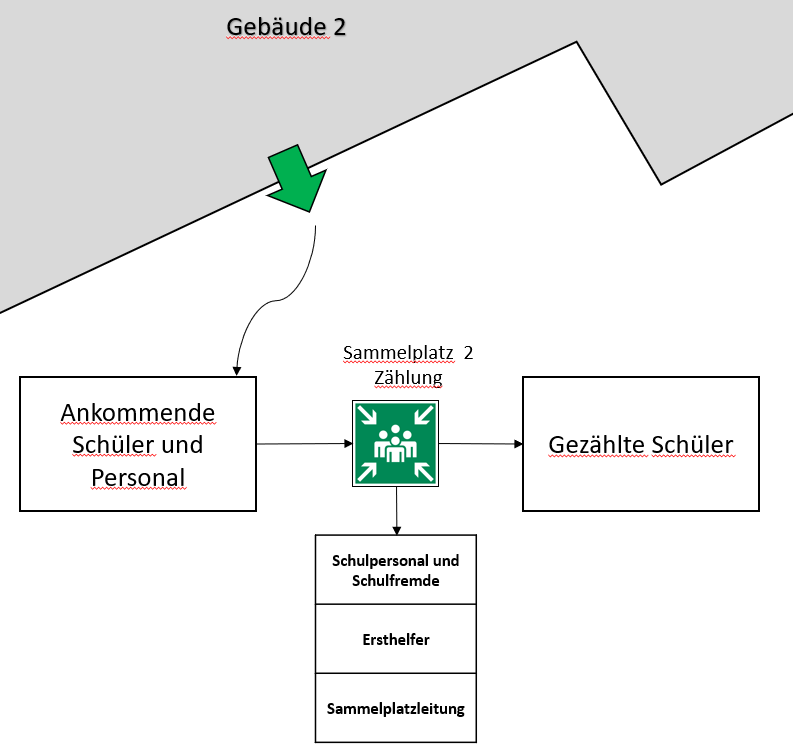 Gebäude 2
Sammelplatz 2
Zählung
Ankommende
Schüler und
Personal
Gezählte Schüler
Schulpersonal und
Schulfremde
Ersthelfer
Sammelplatzleitung